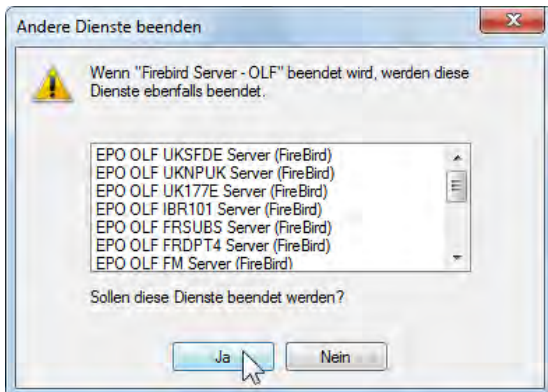 Andere Dienste beenden
Wenn "Firebird Server - OLF" beendet wird, werden diese
Dienste ebenfalls beendet.
EPO OLF UKSFDE Server (FireBird)
EPO OLF UKNPUK Server (FireBird)
EPO OLF UK177E Server (FireBird)
EPO OLF IBR101 Server (FireBird)
EPO OLF FRSUBS Server (FireBird)
EPO OLF FRDPT4 Server (FireBird)
EPO OLF FM Server (FireBird)
Sollen diese Dienste beendet werden?
Ja
Nein